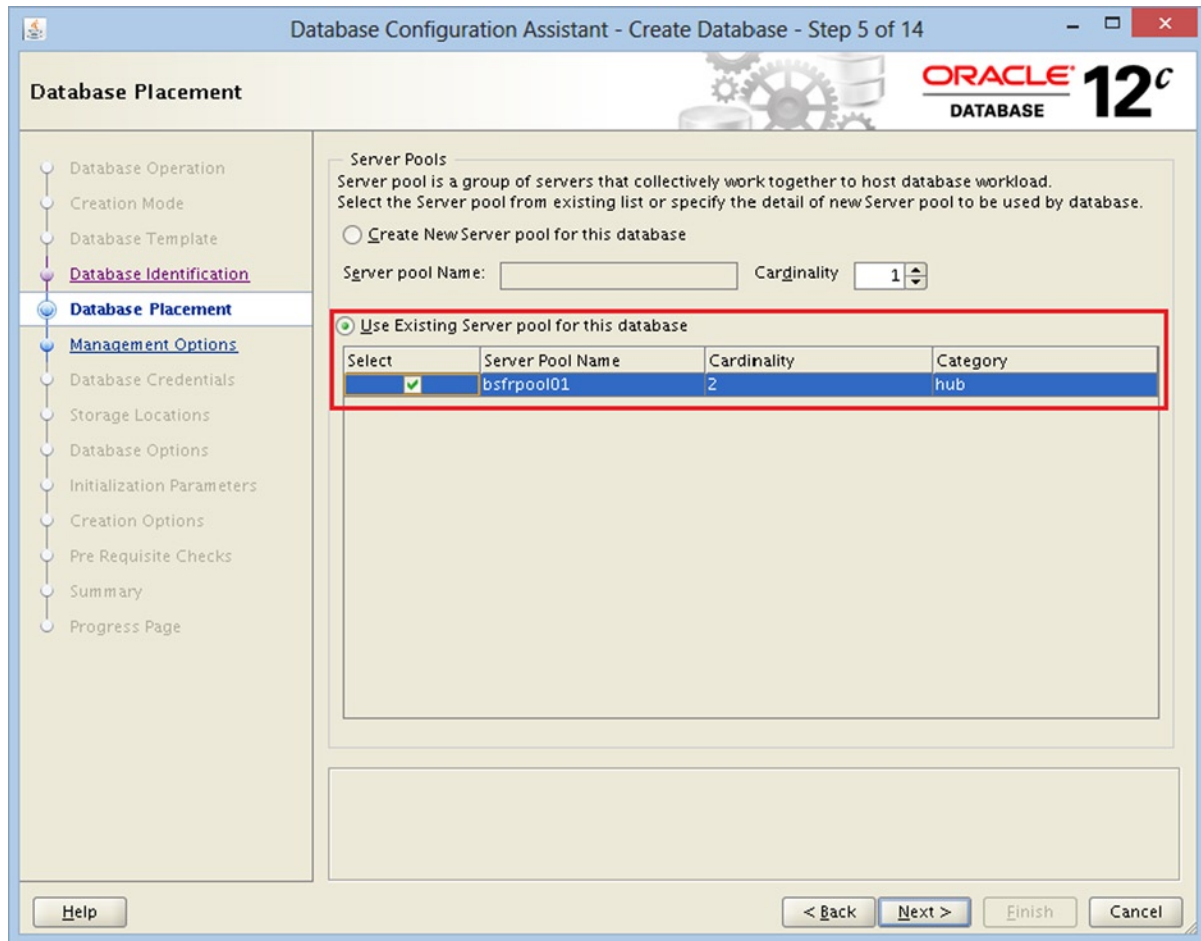 Database Configuration Assistant - Create Database - Step 5 of 14
Database Placement
ORACLE
DATABASE
12c
Database Operation
Creation Mode
Database Template
Database Identification
Database Placement
Management Options
Database Credentials
Storage Locations
Database Options
Initialization Parameters
Creation Options
Pre Requisite Checks
Summary
Progress Page
Server Pools
Server pool is a group of servers that collectively work together to host database workload.
Select the Server pool from existing list or specify the detail of new Server pool to be used by database.
Create New Server pool for this database
Server pool Name: Cardinality 1
Use Existing Server pool for this database
Select Server Pool Name Cardinality Category
bsfrpool01 2 hub
Help < Back Next > Finish Cancel